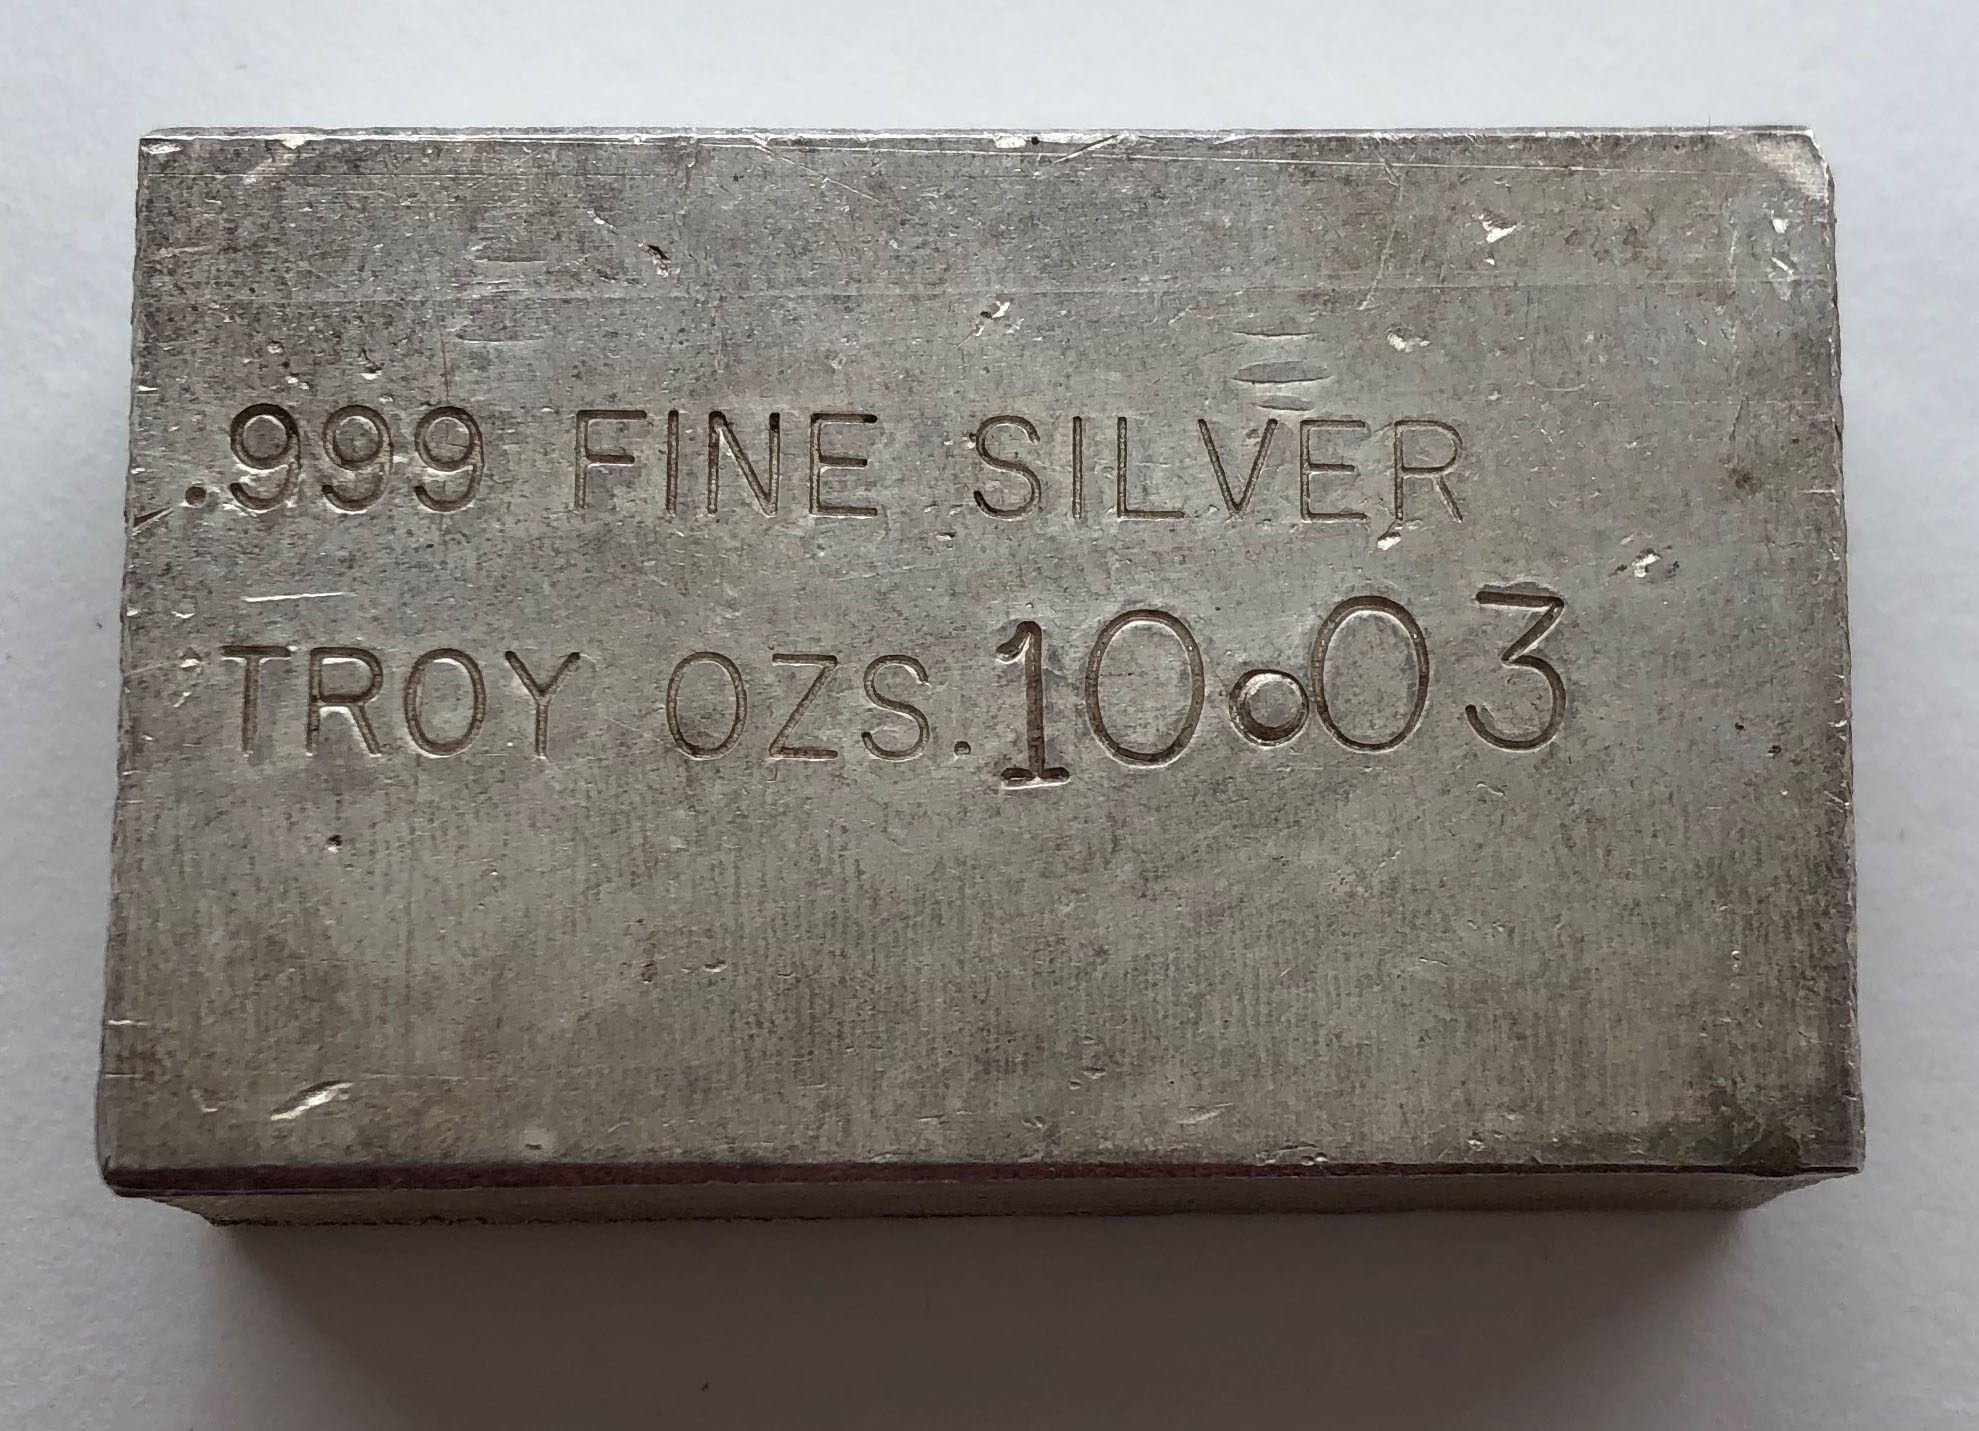 .999 FINE SILVER
TROY OZS. 10.03